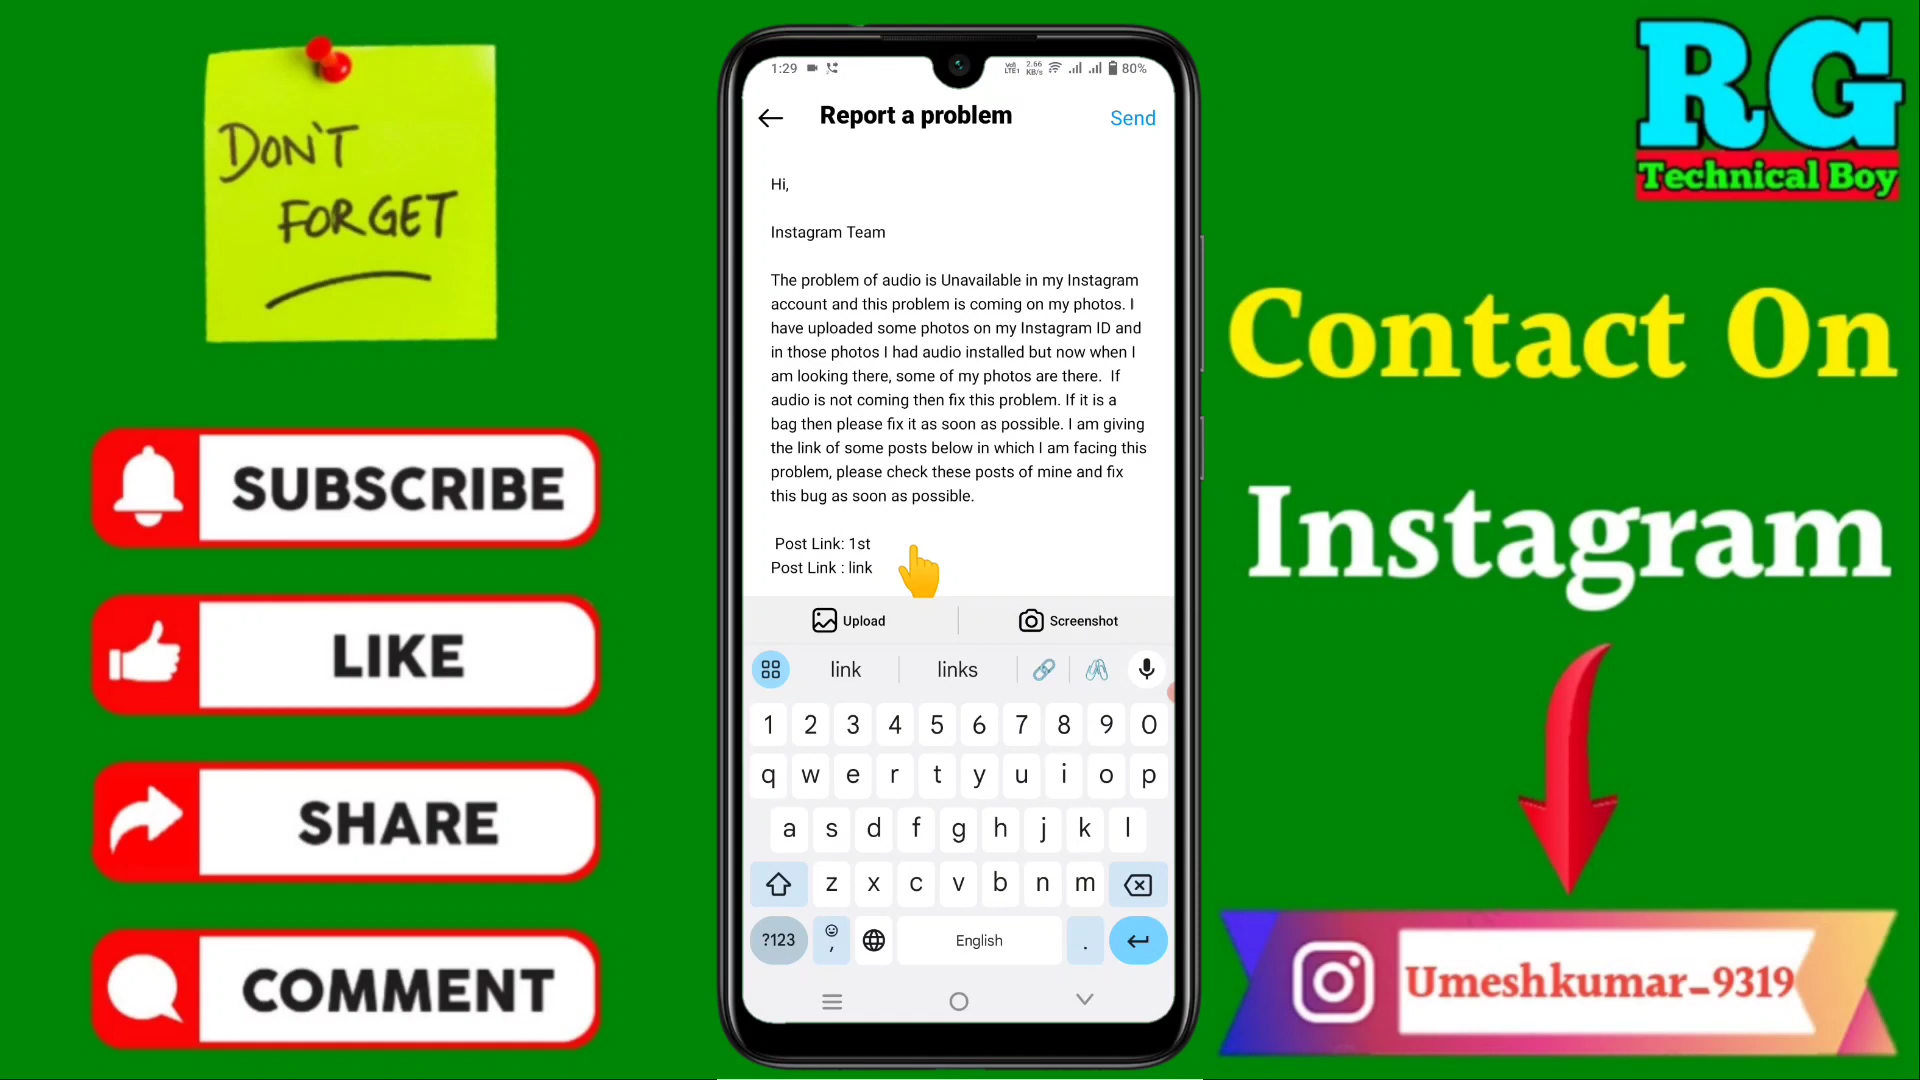 DON'T
FORGET
SUBSCRIBE
LIKE
SHARE
COMMENT
1:29
Vo))
LTE1
2.66
KB/s
80%
Report a problem
Send
Hi,
Instagram Team
The problem of audio is Unavailable in my Instagram
account and this problem is coming on my photos. I
have uploaded some photos on my Instagram ID and
in those photos I had audio installed but now when I
am looking there, some of my photos are there.  If
audio is not coming then fix this problem. If it is a
bag then please fix it as soon as possible. I am giving
the link of some posts below in which I am facing this
problem, please check these posts of mine and fix
this bug as soon as possible.
Post Link: 1st
Post Link : link
Upload
Screenshot
link
links
1 2 3 4 5 6 7 8 9 0
q w e r t y u i o p
a s d f g h j k l
z x c v b n m
?123
,
English
.
RG
Technical Boy
Contact On
Instagram
Umeshkumar-9319